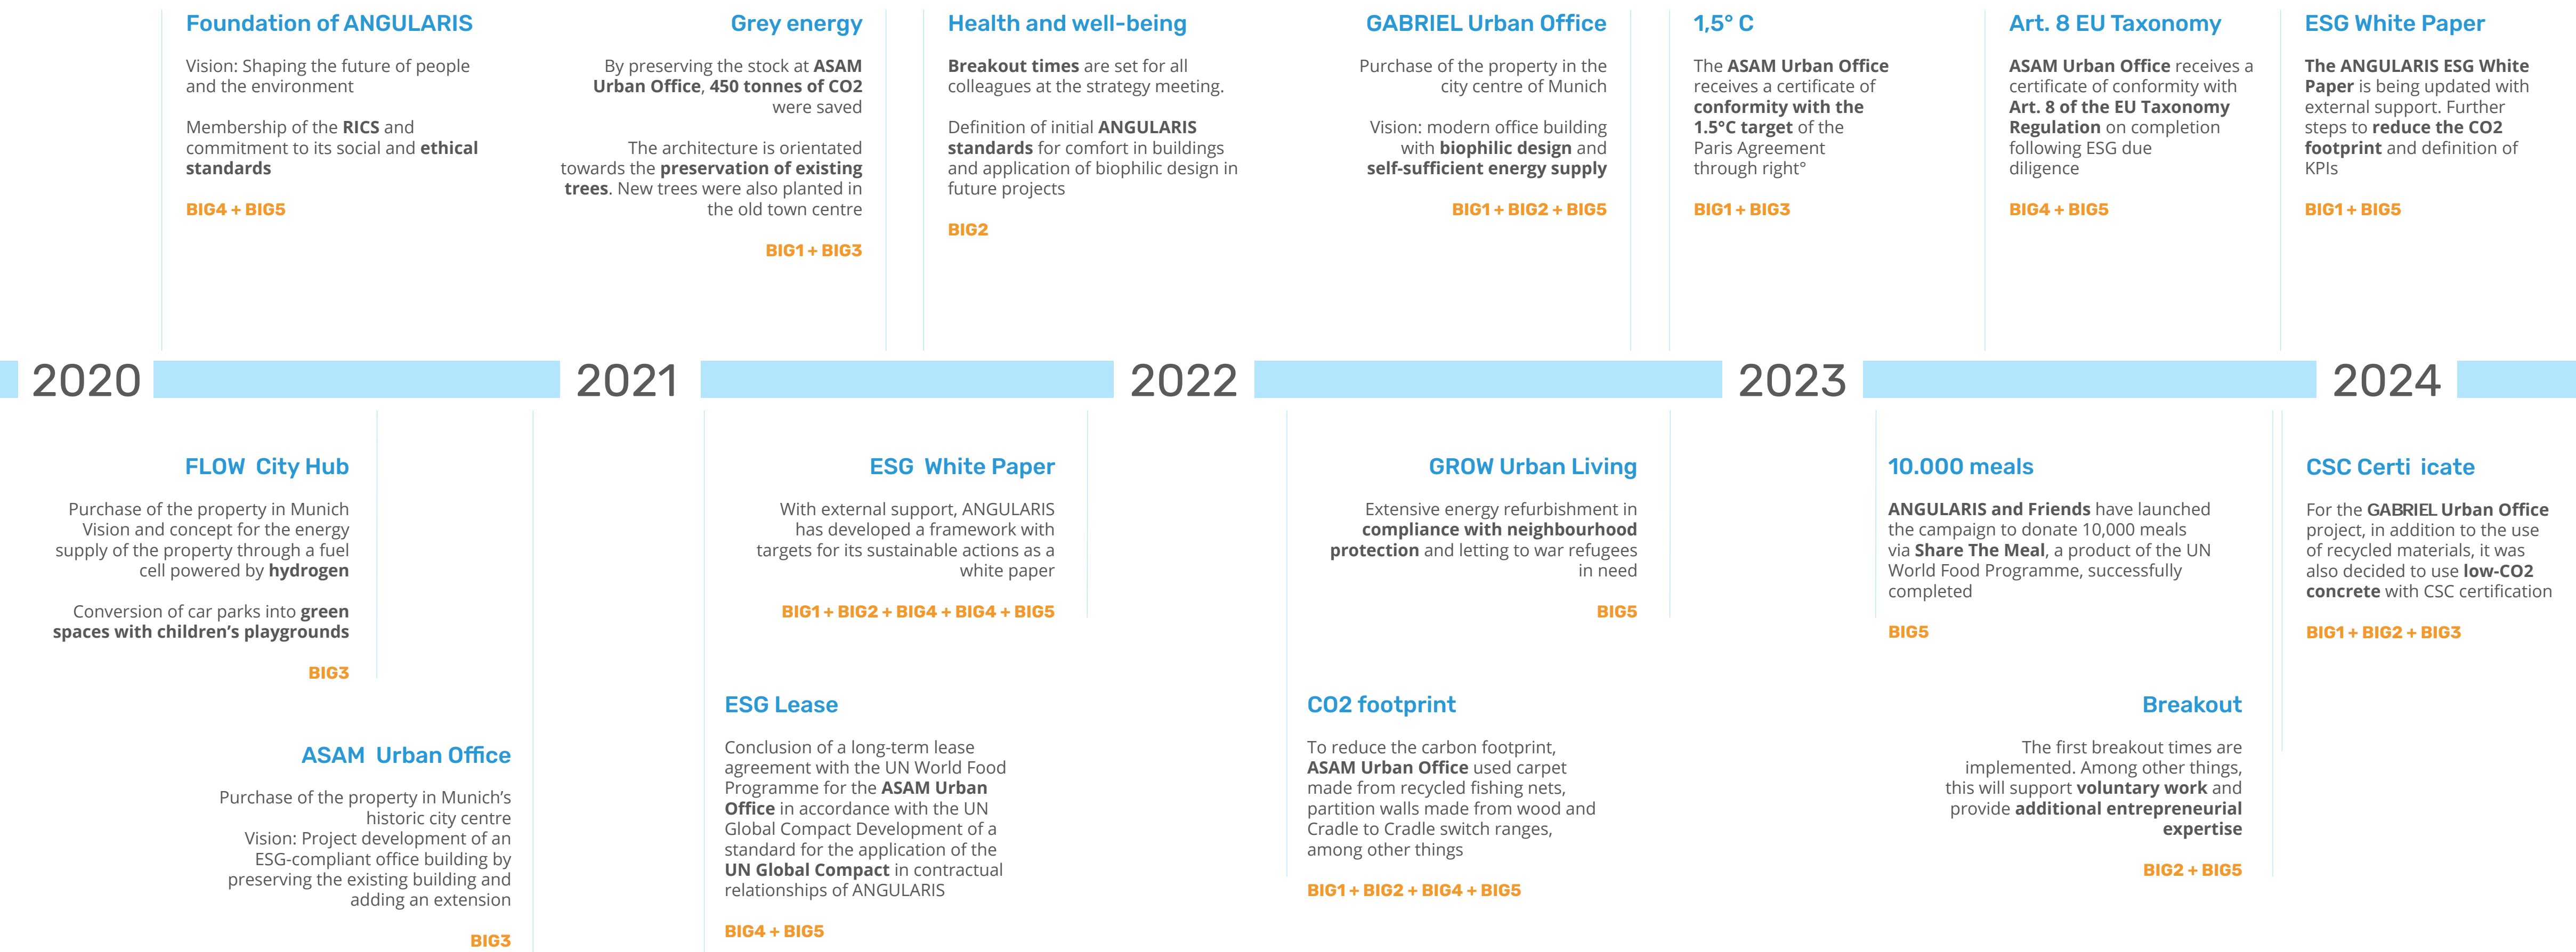 Foundation of ANGULARIS
Vision: Shaping the future of people
and the environment
Membership of the RICS and
commitment to its social and ethical
standards
BIG4 + BIG5
Grey energy
By preserving the stock at ASAM
Urban Office, 450 tonnes of CO2
were saved
The architecture is orientated
towards the preservation of existing
trees. New trees were also planted in
the old town centre
BIG1 + BIG3
Health and well-being
Breakout times are set for all
colleagues at the strategy meeting.
Definition of initial ANGULARIS
standards for comfort in buildings
and application of biophilic design in
future projects
BIG2
GABRIEL Urban Office
Purchase of the property in the
city centre of Munich
Vision: modern office building
with biophilic design and
self-sufficient energy supply
BIG1 + BIG2 + BIG5
1,5° C
The ASAM Urban Office
receives a certificate of
conformity with the
1.5°C target of the
Paris Agreement
through right°
BIG1 + BIG3
Art. 8 EU Taxonomy
ASAM Urban Office receives a
certificate of conformity with
Art. 8 of the EU Taxonomy
Regulation on completion
following ESG due
diligence
BIG4 + BIG5
ESG White Paper
The ANGULARIS ESG White
Paper is being updated with
external support. Further
steps to reduce the CO2
footprint and definition of
KPIs
BIG1 + BIG5
2020
2021
2022
2023
2024
FLOW City Hub
Purchase of the property in Munich
Vision and concept for the energy
supply of the property through a fuel
cell powered by hydrogen
Conversion of car parks into green
spaces with children's playgrounds
BIG3
ASAM Urban Office
Purchase of the property in Munich's
historic city centre
Vision: Project development of an
ESG-compliant office building by
preserving the existing building and
adding an extension
BIG3
ESG White Paper
With external support, ANGULARIS
has developed a framework with
targets for its sustainable actions as a
white paper
BIG1 + BIG2 + BIG4 + BIG4 + BIG5
ESG Lease
Conclusion of a long-term lease
agreement with the UN World Food
Programme for the ASAM Urban
Office in accordance with the UN
Global Compact Development of a
standard for the application of the
UN Global Compact in contractual
relationships of ANGULARIS
BIG4 + BIG5
GROW Urban Living
Extensive energy refurbishment in
compliance with neighbourhood
protection and letting to war refugees
in need
BIG5
CO2 footprint
To reduce the carbon footprint,
ASAM Urban Office used carpet
made from recycled fishing nets,
partition walls made from wood and
Cradle to Cradle switch ranges,
among other things
BIG1 + BIG2 + BIG4 + BIG5
10.000 meals
ANGULARIS and Friends have launched
the campaign to donate 10,000 meals
via Share The Meal, a product of the UN
World Food Programme, successfully
completed
BIG5
Breakout
The first breakout times are
implemented. Among other things,
this will support voluntary work and
provide additional entrepreneurial
expertise
BIG2 + BIG5
CSC Certi icate
For the GABRIEL Urban Office
project, in addition to the use
of recycled materials, it was
also decided to use low-CO2
concrete with CSC certification
BIG1 + BIG2 + BIG3